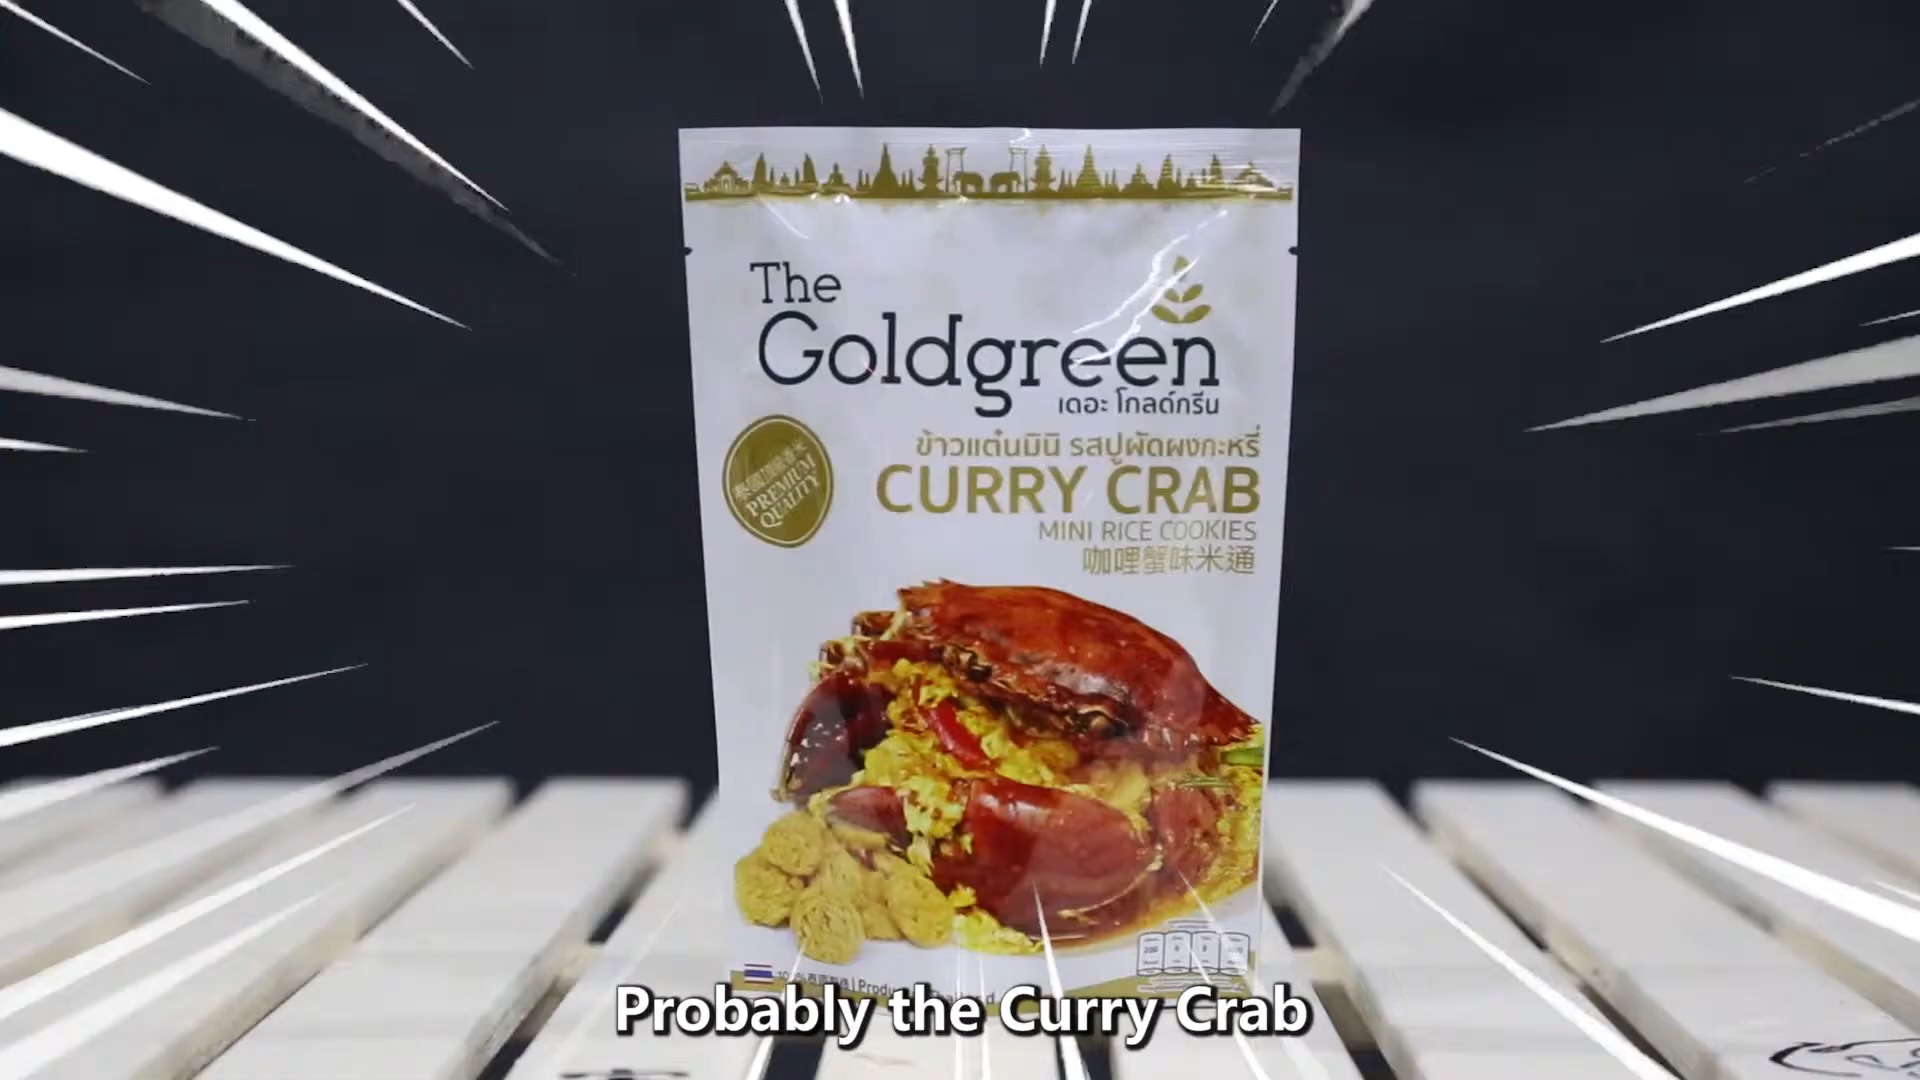 The
Goldgreen
เดอะ โกลด์กรีน
ข้าวแต๋นมินิ รสปูผัดผงกะหรี่
CURRY CRAB
MINI RICE COOKIES
咖哩蟹味米通
PREMIUM
QUALITY
Probably the Curry Crab